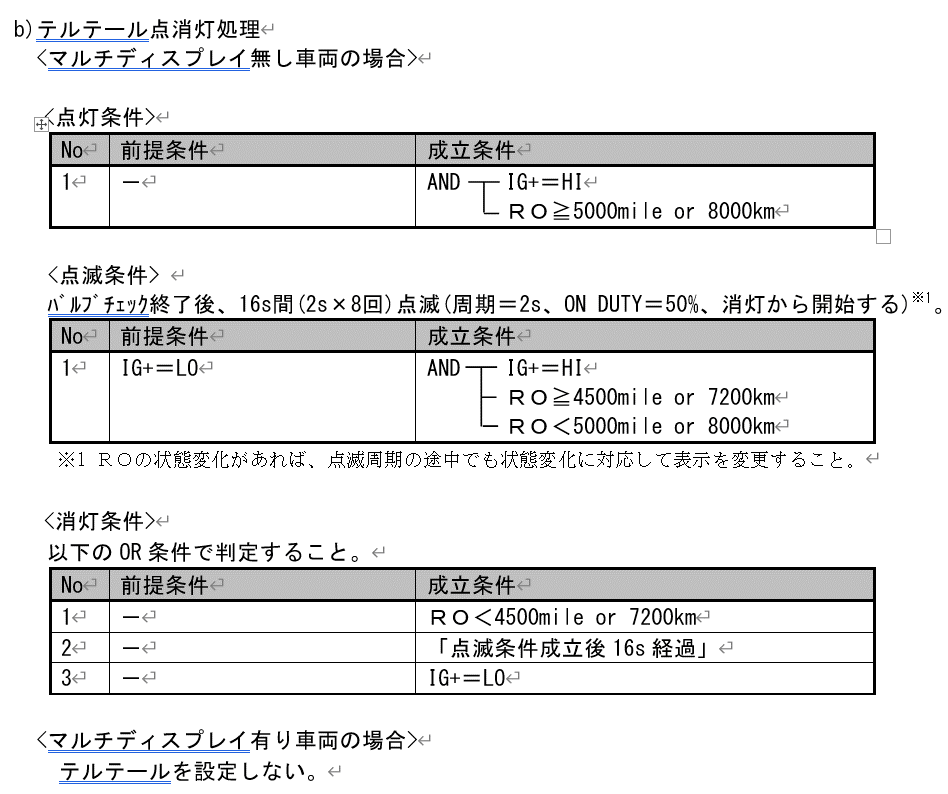 b)テルテール点消灯処理
<マルチディスプレイ無し車両の場合>
<点灯条件>
No 前提条件 成立条件
1 － AND IG+＝HI
ＲＯ≧5000mile or 8000km
<点滅条件>
ﾊﾞﾙﾌﾞﾁｪｯｸ終了後、16s間(2s×8回)点滅(周期＝2s、ON DUTY＝50%、消灯から開始する)※1。
No 前提条件 成立条件
1 IG+＝LO AND IG+＝HI
ＲＯ≧4500mile or 7200km
ＲＯ＜5000mile or 8000km
※1 ＲＯの状態変化があれば、点滅周期の途中でも状態変化に対応して表示を変更すること。
<消灯条件>
以下のOR条件で判定すること。
No 前提条件 成立条件
1 － ＲＯ＜4500mile or 7200km
2 － 「点滅条件成立後16s経過」
3 － IG+＝LO
<マルチディスプレイ有り車両の場合>
テルテールを設定しない。